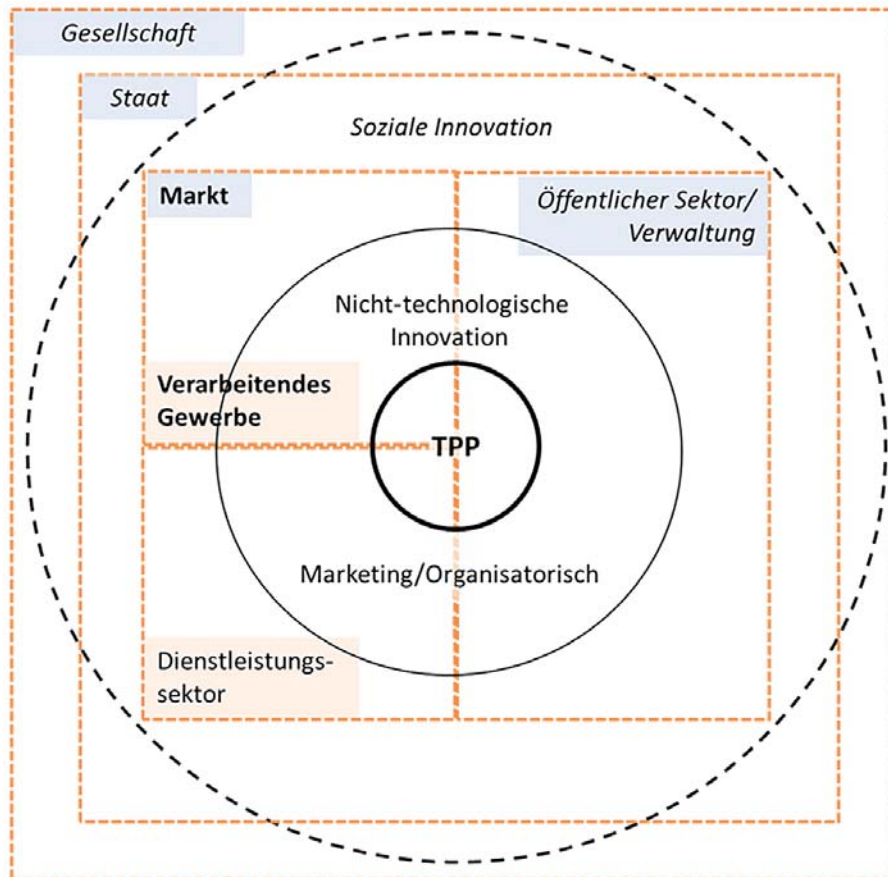 Gesellschaft
Staat
Soziale Innovation
Markt
Öffentlicher Sektor/
Verwaltung
Nicht-technologische
Innovation
Verarbeitendes
Gewerbe
TPP
Marketing/Organisatorisch
Dienstleistungs-
sektor